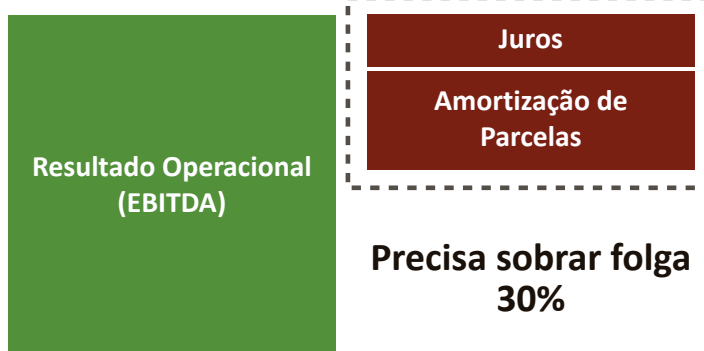 Resultado Operacional
(EBITDA)
Juros
Amortização de
Parcelas
Precisa sobrar folga
30%